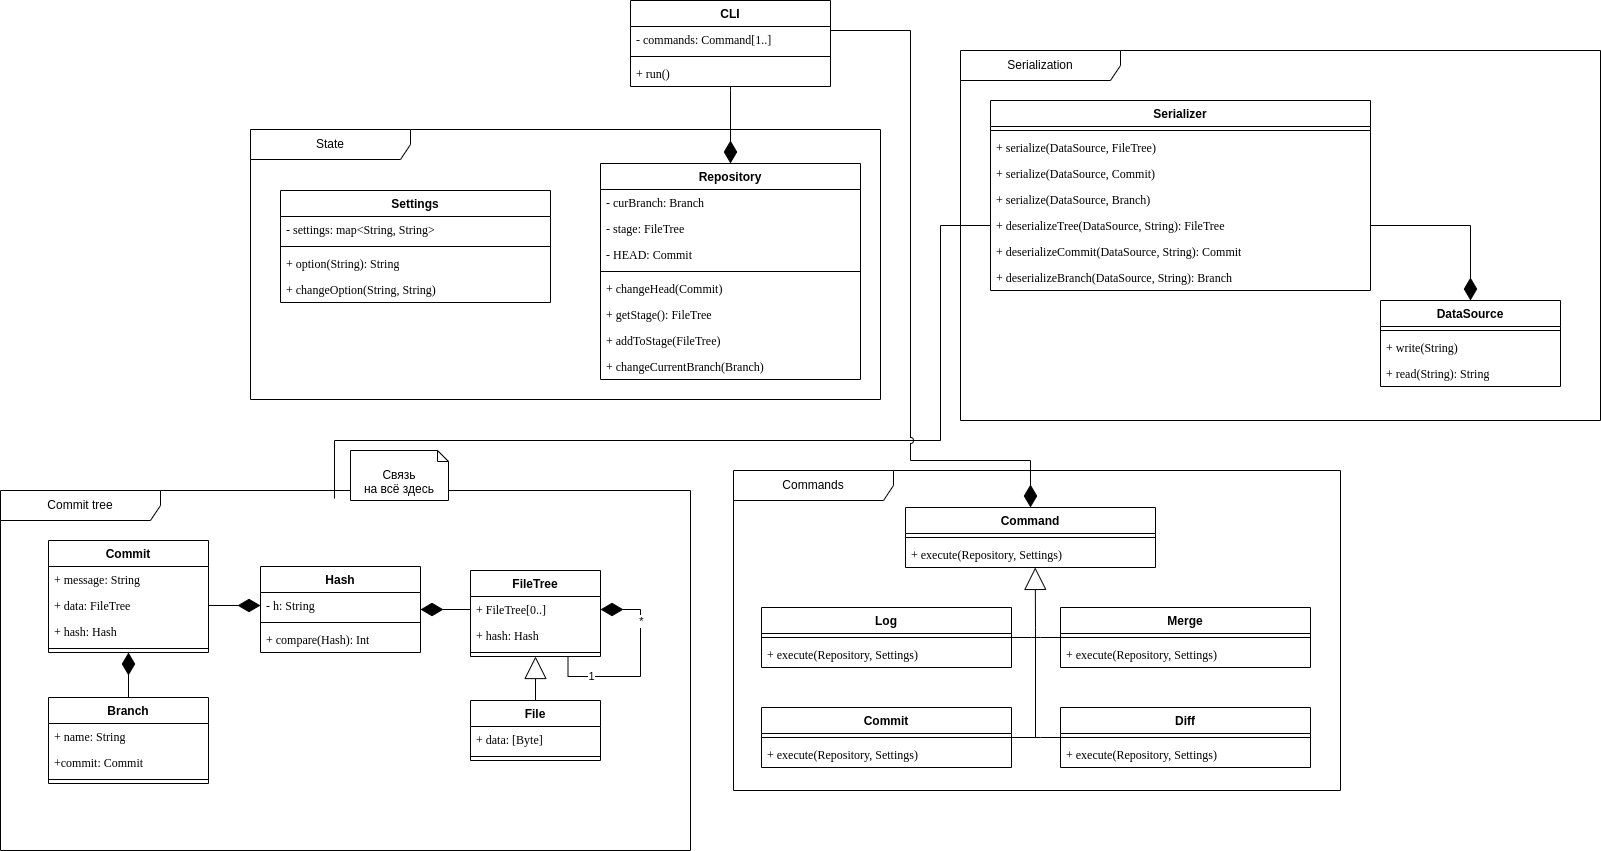 CLI
- commands: Command[1..]
+ run()
State
Settings
- settings: map<String, String>
+ option(String): String
+ changeOption(String, String)
Repository
- curBranch: Branch
- stage: FileTree
- HEAD: Commit
+ changeHead(Commit)
+ getStage(): FileTree
+ addToStage(FileTree)
+ changeCurrentBranch(Branch)
Serialization
Serializer
+ serialize(DataSource, FileTree)
+ serialize(DataSource, Commit)
+ serialize(DataSource, Branch)
+ deserializeTree(DataSource, String): FileTree
+ deserializeCommit(DataSource, String): Commit
+ deserializeBranch(DataSource, String): Branch
DataSource
+ write(String)
+ read(String): String
Связь
на всё здесь
Commit tree
Commit
+ message: String
+ data: FileTree
+ hash: Hash
Hash
- h: String
+ compare(Hash): Int
FileTree
+ FileTree[0..]
+ hash: Hash
*
1
Branch
+ name: String
+commit: Commit
File
+ data: [Byte]
Commands
Command
+ execute(Repository, Settings)
Log
+ execute(Repository, Settings)
Merge
+ execute(Repository, Settings)
Commit
+ execute(Repository, Settings)
Diff
+ execute(Repository, Settings)